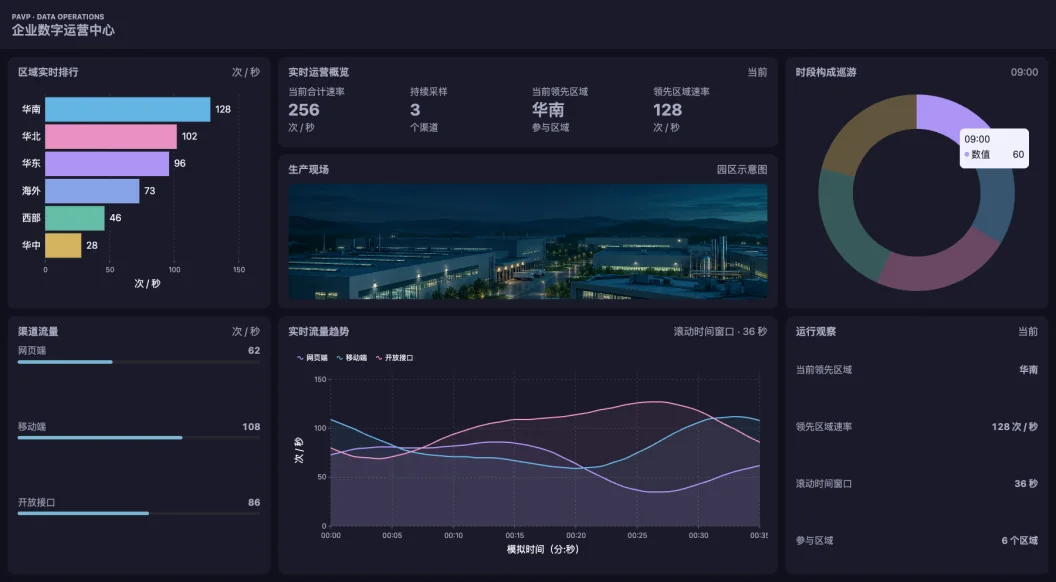 PAVP · DATA OPERATIONS
企业数字运营中心
区域实时排行 次 / 秒
华南 128
华北 102
华东 96
海外 73
西部 46
华中 28
0 50 100 150
次 / 秒
实时运营概览 当前
当前合计速率 持续采样 当前领先区域 领先区域速率
256 3 华南 128
次 / 秒 个渠道 参与区域 次 / 秒
生产现场 园区示意图
时段构成巡游 09:00
09:00
数值 60
渠道流量 次 / 秒
网页端 62
移动端 108
开放接口 86
实时流量趋势 滚动时间窗口 · 36 秒
网页端 移动端 开放接口
150
100
50
0
次 / 秒
00:00 00:05 00:10 00:15 00:20 00:25 00:30 00:35
模拟时间（分:秒）
运行观察 当前
当前领先区域 华南
领先区域速率 128 次 / 秒
滚动时间窗口 36 秒
参与区域 6 个区域